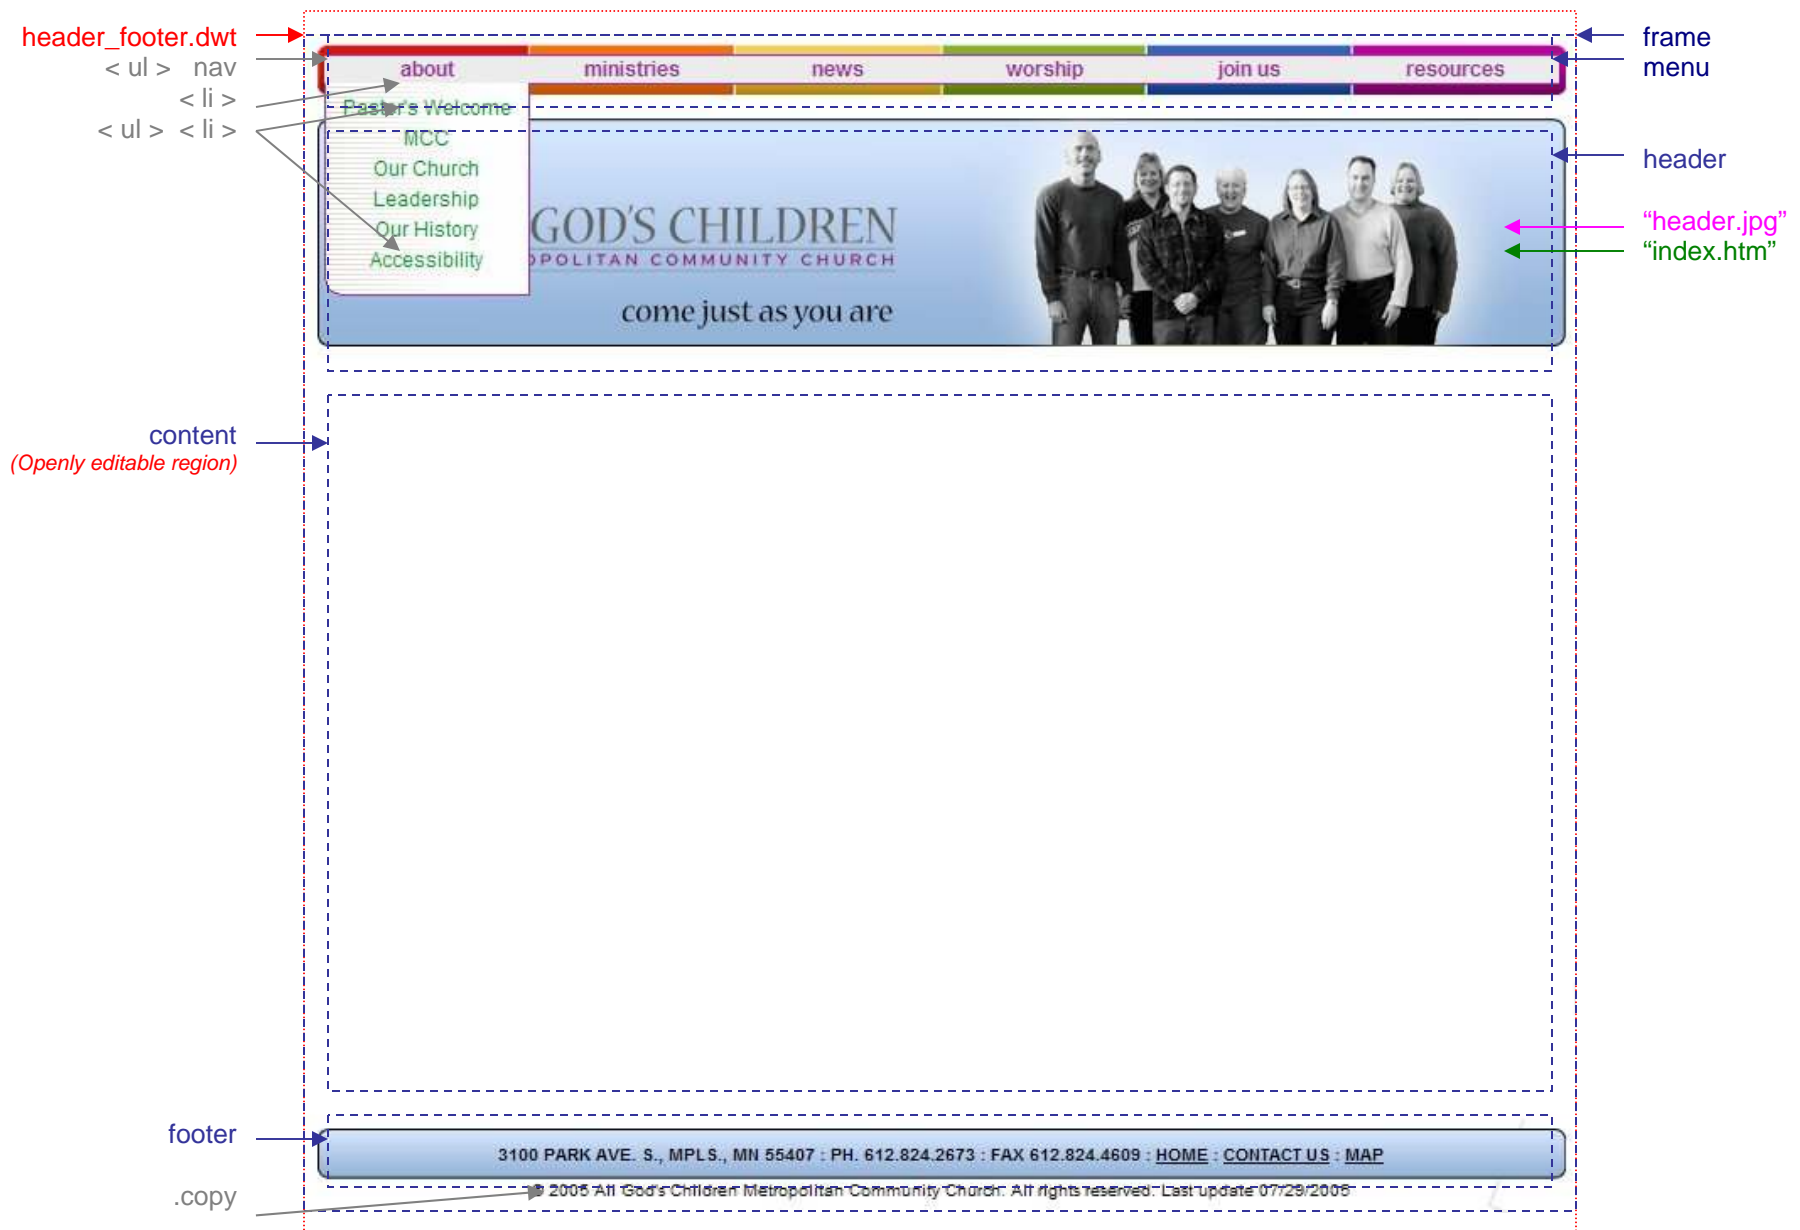 header_footer.dwt
< ul > nav
< li >
< ul > < li >
frame
menu
about ministries news worship join us resources
Pastor's Welcome
MCC
Our Church
Leadership
Our History
Accessibility
header
"header.jpg"
"index.htm"
GOD'S CHILDREN
OPOLITAN COMMUNITY CHURCH
come just as you are
content
(Openly editable region)
footer
3100 PARK AVE. S., MPLS., MN 55407 : PH. 612.824.2673 : FAX 612.824.4609 : HOME : CONTACT US : MAP
.copy
© 2005 All God's Children Metropolitan Community Church. All rights reserved. Last update 07/29/2005